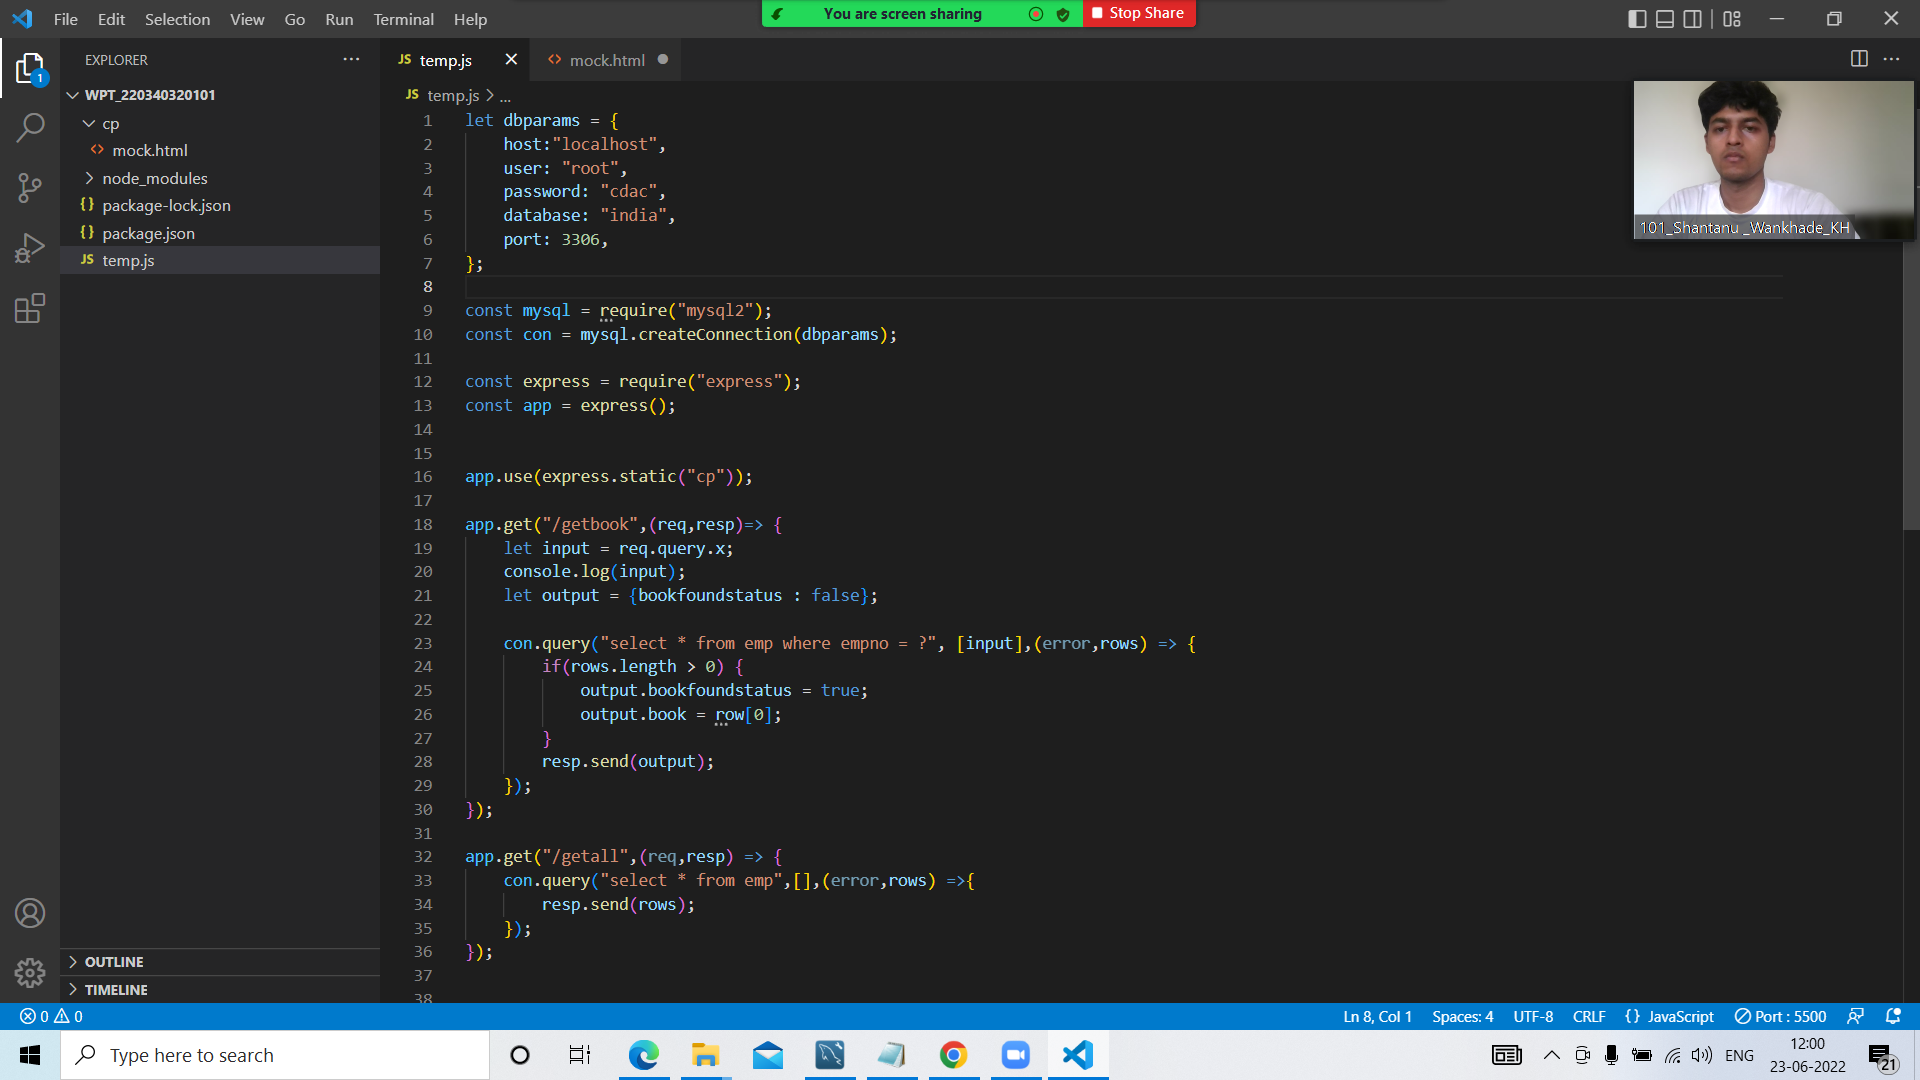 File Edit Selection View Go Run Terminal Help
You are screen sharing
Stop Share
EXPLORER
JS temp.js
<> mock.html
1
WPT_220340320101
cp
<> mock.html
node_modules
{} package-lock.json
{} package.json
JS temp.js
OUTLINE
TIMELINE
JS temp.js > ...
101_Shantanu _Wankhade_KH
1 let dbparams = {
2 host:"localhost",
3 user: "root",
4 password: "cdac",
5 database: "india",
6 port: 3306,
7 };
8
9 const mysql = require("mysql2");
10 const con = mysql.createConnection(dbparams);
11
12 const express = require("express");
13 const app = express();
14
15
16 app.use(express.static("cp"));
17
18 app.get("/getbook",(req,resp)=> {
19 let input = req.query.x;
20 console.log(input);
21 let output = {bookfoundstatus : false};
22
23 con.query("select * from emp where empno = ?", [input],(error,rows) => {
24 if(rows.length > 0) {
25 output.bookfoundstatus = true;
26 output.book = row[0];
27 }
28 resp.send(output);
29 });
30 });
31
32 app.get("/getall",(req,resp) => {
33 con.query("select * from emp",[],(error,rows) =>{
34 resp.send(rows);
35 });
36 });
37
38
0 0
Ln 8, Col 1 Spaces: 4 UTF-8 CRLF {} JavaScript Port : 5500
Type here to search
ENG
12:00
23-06-2022
21